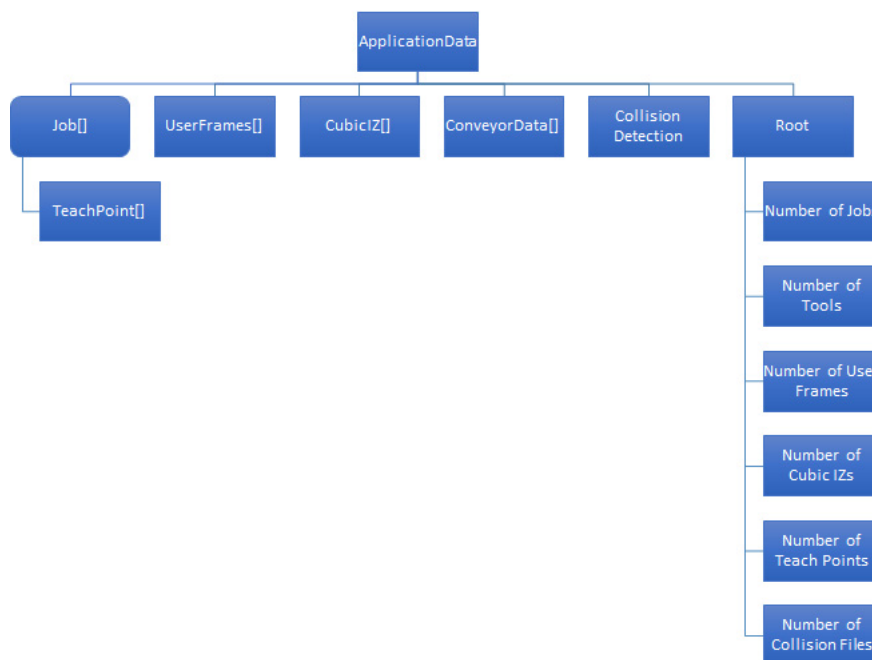 ApplicationData
Job[]
UserFrames[]
CubicIZ[]
ConveyorData[]
Collision
Detection
Root
TeachPoint[]
Number of Job
Number of
Tools
Number of Use
Frames
Number of
Cubic IZs
Number of
Teach Points
Number of
Collision Files